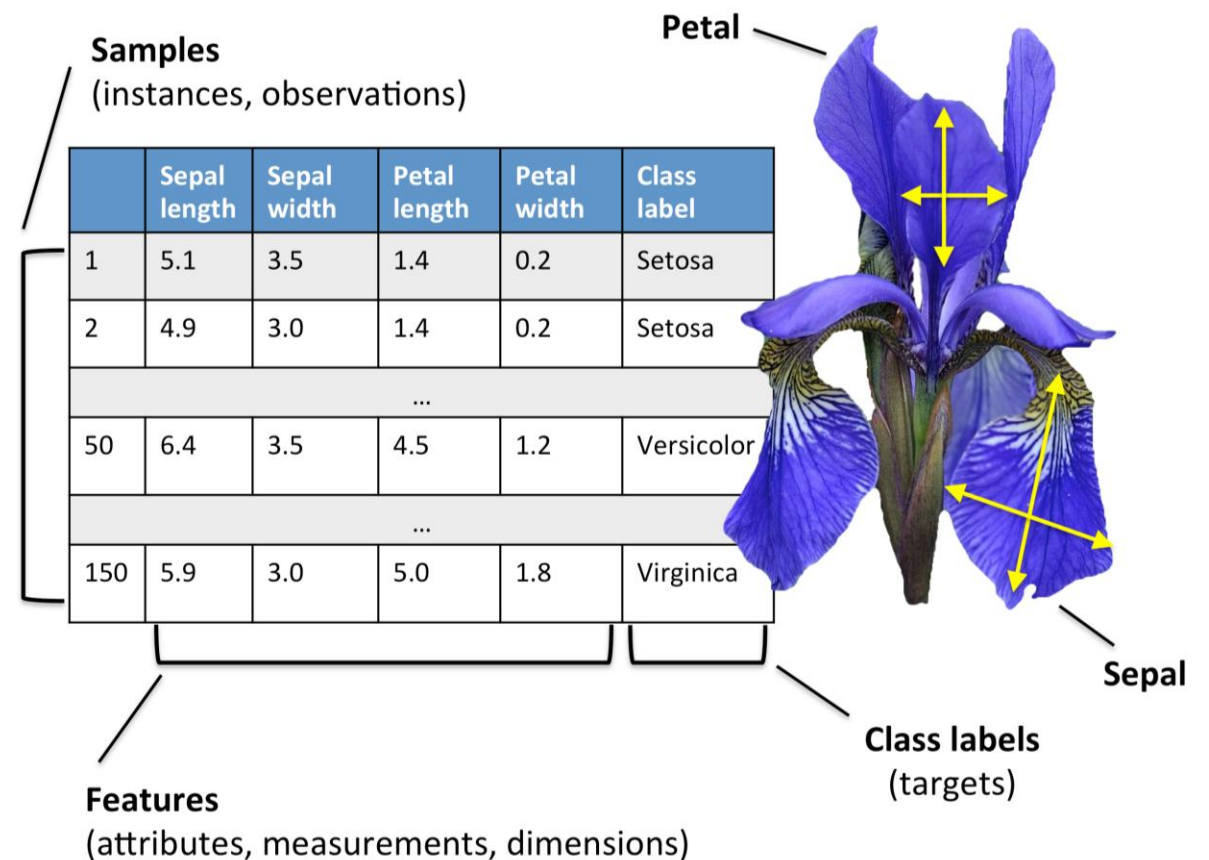 Petal
Samples
(instances, observations)
Sepal length Sepal width Petal length Petal width Class label
1 5.1 3.5 1.4 0.2 Setosa
2 4.9 3.0 1.4 0.2 Setosa
...
50 6.4 3.5 4.5 1.2 Versicolor
...
150 5.9 3.0 5.0 1.8 Virginica
Sepal
Class labels
(targets)
Features
(attributes, measurements, dimensions)